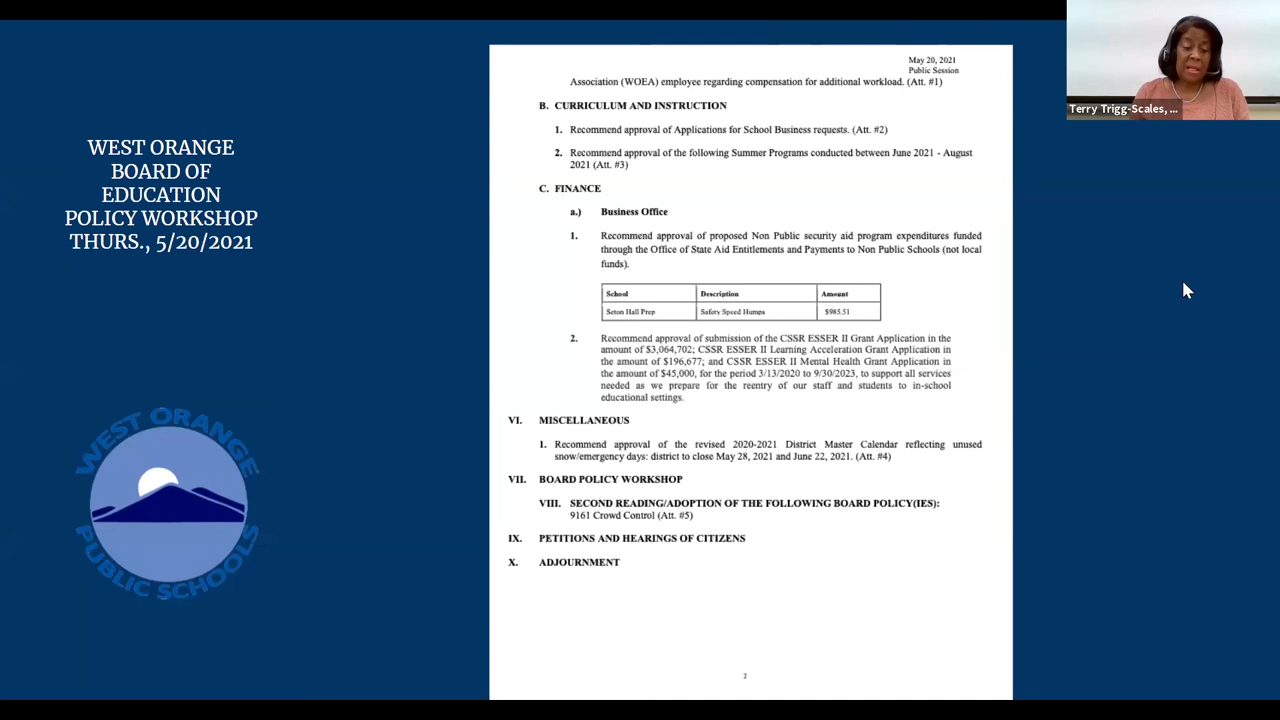 WEST ORANGE
BOARD OF
EDUCATION
POLICY WORKSHOP
THURS., 5/20/2021
WEST ORANGE
PUBLIC SCHOOLS
May 20, 2021
Public Session
Association (WOEA) employee regarding compensation for additional workload. (Att. #1)
B. CURRICULUM AND INSTRUCTION
1. Recommend approval of Applications for School Business requests. (Att. #2)
2. Recommend approval of the following Summer Programs conducted between June 2021 - August
2021 (Att. #3)
C. FINANCE
a.) Business Office
1. Recommend approval of proposed Non Public security aid program expenditures funded
through the Office of State Aid Entitlements and Payments to Non Public Schools (not local
funds).
School Description Amount
Seton Hall Prep Safety Speed Humps $985.51
2. Recommend approval of submission of the CSSR ESSER II Grant Application in the
amount of $3,064,702; CSSR ESSER II Learning Acceleration Grant Application in
the amount of $196,677; and CSSR ESSER II Mental Health Grant Application in
the amount of $45,000, for the period 3/13/2020 to 9/30/2023, to support all services
needed as we prepare for the reentry of our staff and students to in-school
educational settings.
VI. MISCELLANEOUS
1. Recommend approval of the revised 2020-2021 District Master Calendar reflecting unused
snow/emergency days: district to close May 28, 2021 and June 22, 2021. (Att. #4)
VII. BOARD POLICY WORKSHOP
VIII. SECOND READING/ADOPTION OF THE FOLLOWING BOARD POLICY(IES):
9161 Crowd Control (Att. #5)
IX. PETITIONS AND HEARINGS OF CITIZENS
X. ADJOURNMENT
2
Terry Trigg-Scales, ...